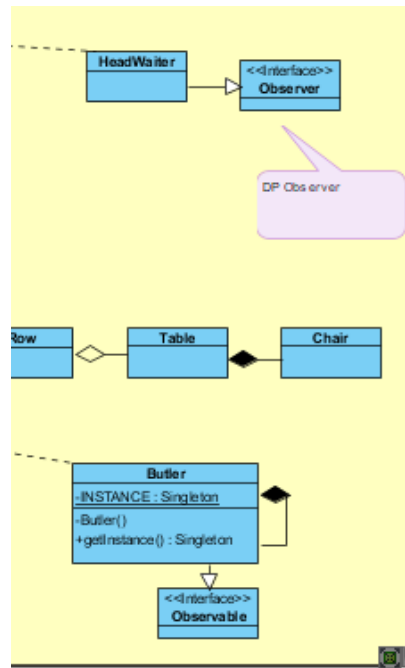 HeadWaiter
<<Interface>>
Observer
DP Observer
Row
Table
Chair
Butler
-INSTANCE : Singleton
-Butler()
+getInstance() : Singleton
<<Interface>>
Observable